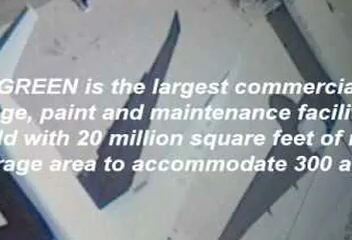 GREEN is the largest commercia
ge, paint and maintenance facilit
ld with 20 million square feet of r
rage area to accommodate 300 a